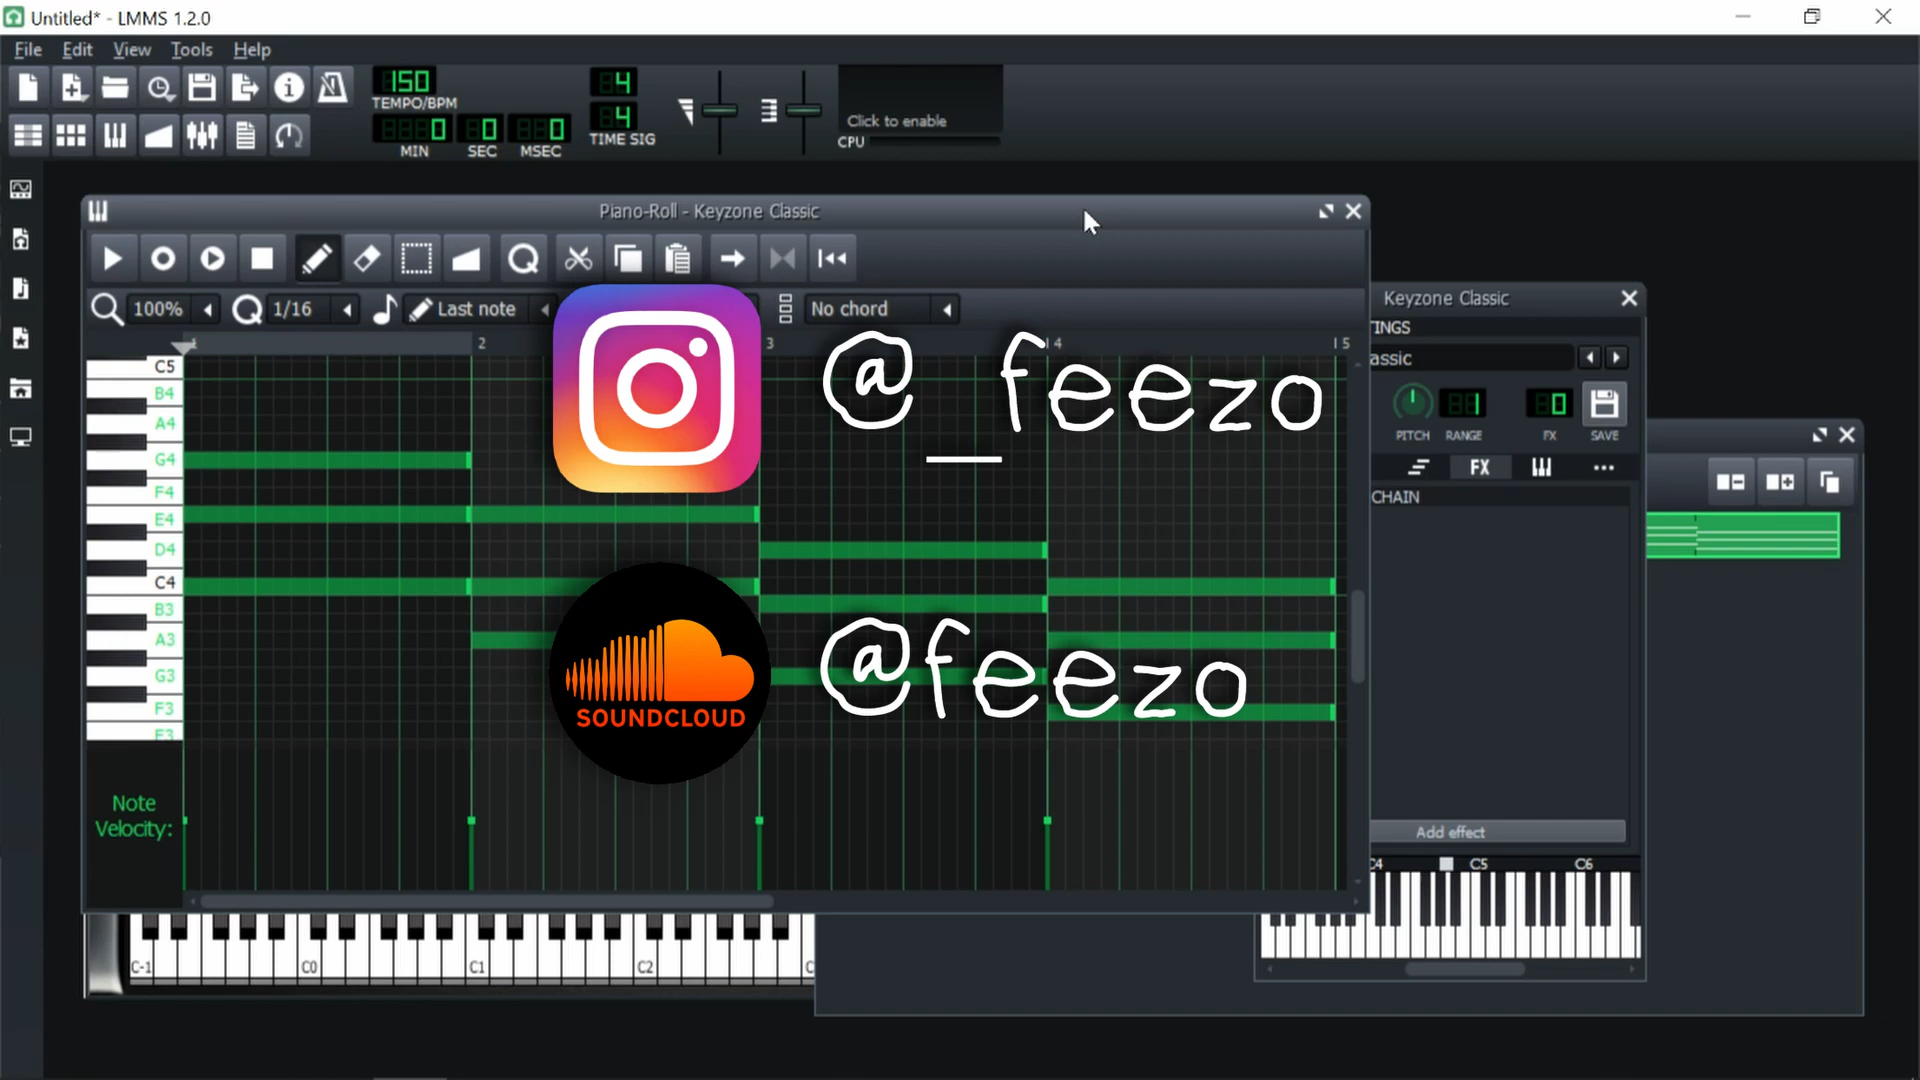 Untitled* - LMMS 1.2.0
File Edit View Tools Help
150
TEMPO/BPM
4
4
TIME SIG
0 0 0
MIN SEC MSEC
Click to enable
CPU
Piano-Roll - Keyzone Classic
100% 1/16 Last note No chord
1 2 3 4 5
C5
B4
A4
G4
F4
E4
D4
C4
B3
A3
G3
F3
E3
@_feezo
SOUNDCLOUD
@feezo
Note
Velocity:
C-1 C0 C1 C2 C
Keyzone Classic
TINGS
assic
1 0
PITCH RANGE FX SAVE
FX
CHAIN
Add effect
C4 C5 C6